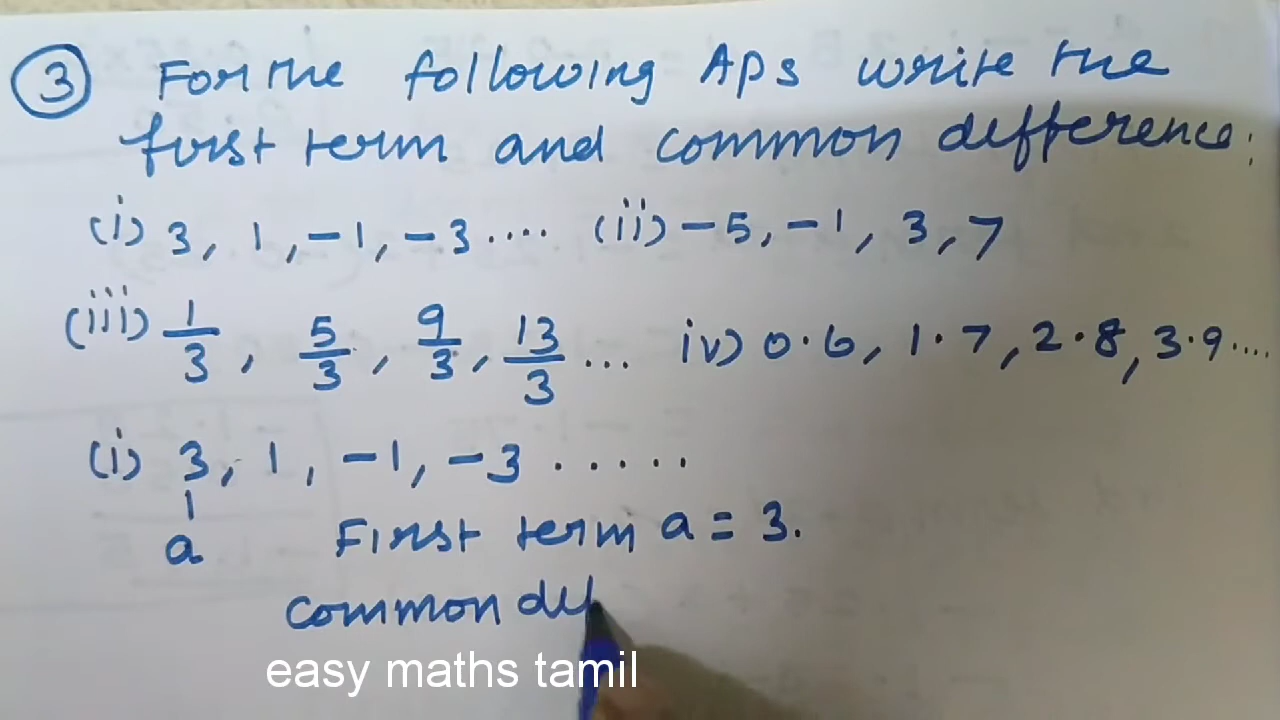 3 For the following APs write the
first term and common difference:
(i) 3, 1, -1, -3 .... (ii) -5, -1, 3, 7
(iii) 1/3, 5/3, 9/3, 13/3 ... iv) 0.6, 1.7, 2.8, 3.9....
(i) 3, 1, -1, -3 .....
a First term a = 3.
Common dif
easy maths tamil